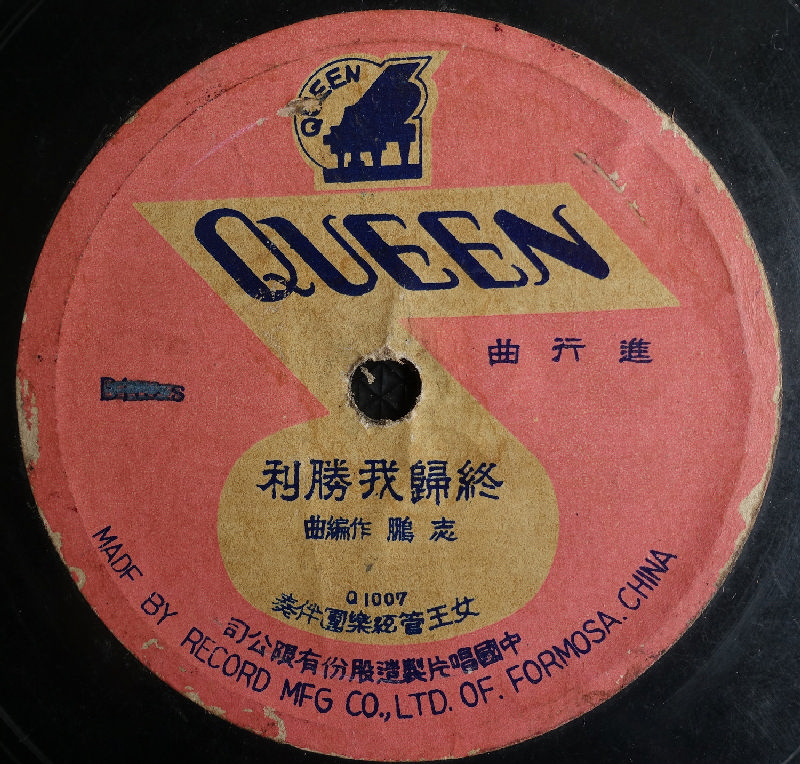 QUEEN
QUEEN
進行曲
終歸我勝利
志鵬作編曲
Q1007
女王管絃樂團伴奏
中國唱片製造股份有限公司
MADE BY RECORD MFG CO., LTD. OF. FORMOSA. CHINA